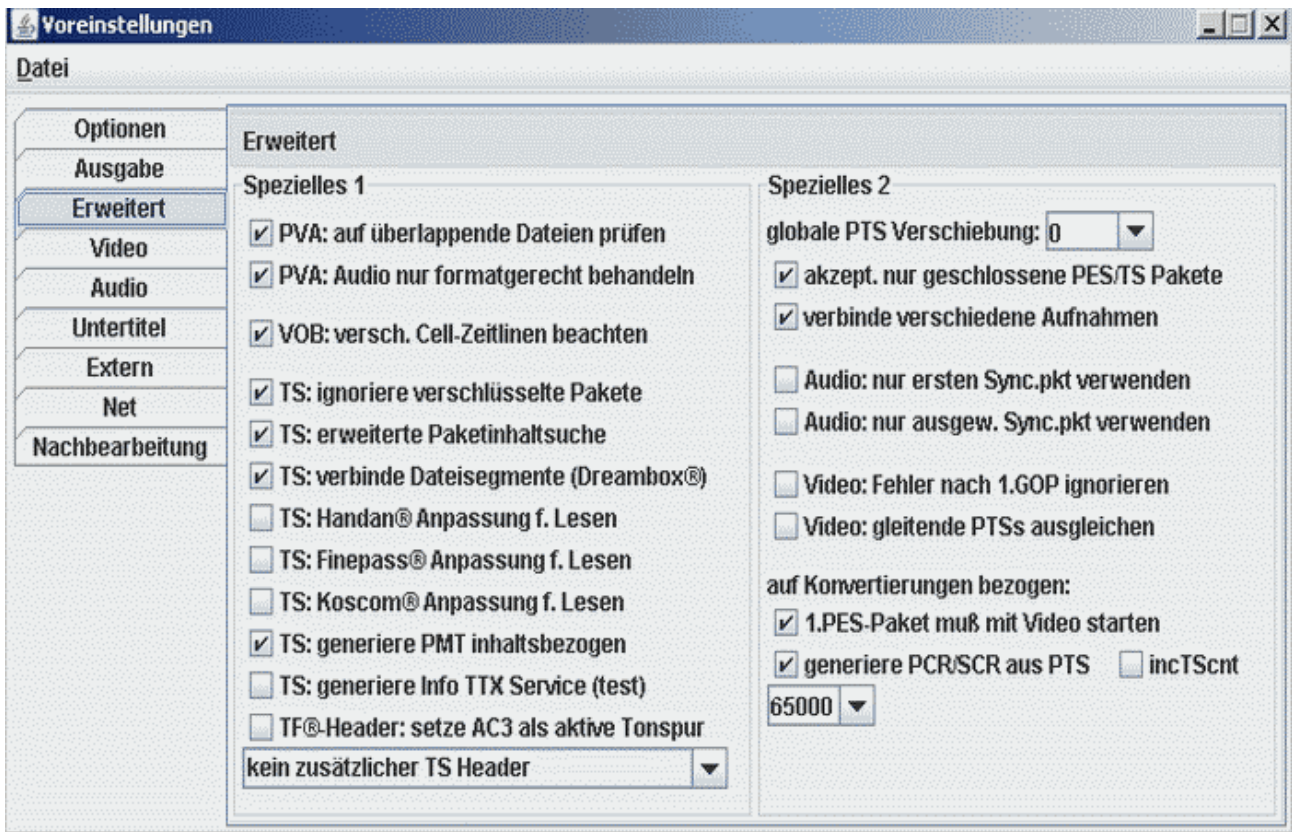 Voreinstellungen
Datei
Optionen
Ausgabe
Erweitert
Video
Audio
Untertitel
Extern
Net
Nachbearbeitung
Erweitert
Spezielles 1
PVA: auf überlappende Dateien prüfen
PVA: Audio nur formatgerecht behandeln
VOB: versch. Cell-Zeitlinen beachten
TS: ignoriere verschlüsselte Pakete
TS: erweiterte Paketinhaltsuche
TS: verbinde Dateisegmente (Dreambox®)
TS: Handan® Anpassung f. Lesen
TS: Finepass® Anpassung f. Lesen
TS: Koscom® Anpassung f. Lesen
TS: generiere PMT inhaltsbezogen
TS: generiere Info TTX Service (test)
TF®-Header: setze AC3 als aktive Tonspur
kein zusätzlicher TS Header
Spezielles 2
globale PTS Verschiebung: 0
akzept. nur geschlossene PES/TS Pakete
verbinde verschiedene Aufnahmen
Audio: nur ersten Sync.pkt verwenden
Audio: nur ausgew. Sync.pkt verwenden
Video: Fehler nach 1.GOP ignorieren
Video: gleitende PTSs ausgleichen
auf Konvertierungen bezogen:
1.PES-Paket muß mit Video starten
generiere PCR/SCR aus PTS incTScnt
65000